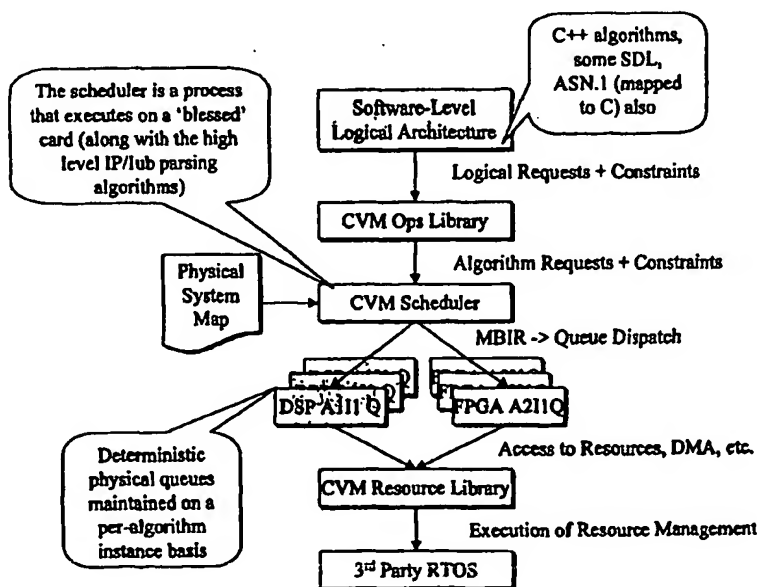 C++ algorithms,
some SDL,
ASN.1 (mapped
to C) also
The scheduler is a process
that executes on a ‘blessed’
card (along with the high
level IP/Iub parsing
algorithms)
Software-Level
Logical Architecture
Logical Requests + Constraints
CVM Ops Library
Algorithm Requests + Constraints
Physical
System
Map
CVM Scheduler
MBIR -> Queue Dispatch
DSP A1I1 Q
FPGA A2I1Q
Access to Resources, DMA, etc.
Deterministic
physical queues
maintained on a
per-algorithm
instance basis
CVM Resource Library
Execution of Resource Management
3rd Party RTOS